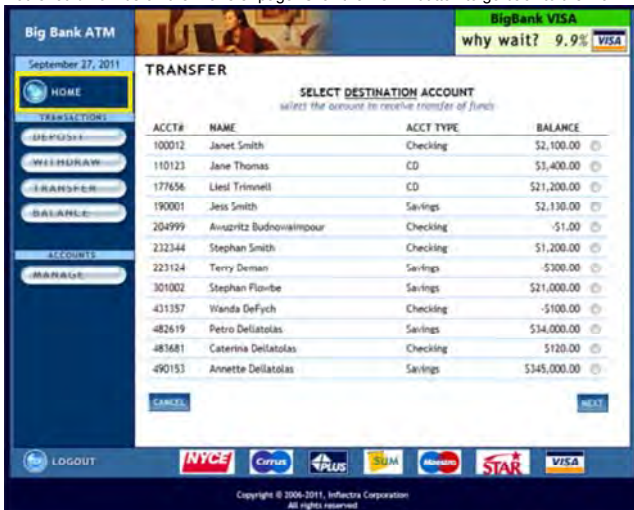 Big Bank ATM
BigBank VISA
why wait? 9.9% VISA
September 27, 2011
HOME
TRANSACTIONS
DEPOSIT
WITHDRAW
TRANSFER
BALANCE
ACCOUNTS
MANAGE
TRANSFER
SELECT DESTINATION ACCOUNT
select the account to receive transfer of funds
ACCT# NAME ACCT TYPE BALANCE
100012 Janet Smith Checking $2,100.00
110123 Jane Thomas CD $3,400.00
177656 Liesl Trimnell CD $21,200.00
190001 Jess Smith Savings $2,130.00
204999 Awuzritz Budnowaimpour Checking -$1.00
232344 Stephan Smith Checking $1,200.00
223124 Terry Deman Savings -$300.00
301002 Stephan Flowbe Savings $21,000.00
431357 Wanda DeFych Checking -$100.00
482619 Petro Dellatolas Savings $34,000.00
483681 Caterina Dellatolas Checking $120.00
490153 Annette Dellatolas Savings $345,000.00
CANCEL NEXT
LOGOUT NYCE Cirrus PLUS SUM Maestro STAR VISA
Copyright © 2006-2011, Inflectra Corporation
All rights reserved